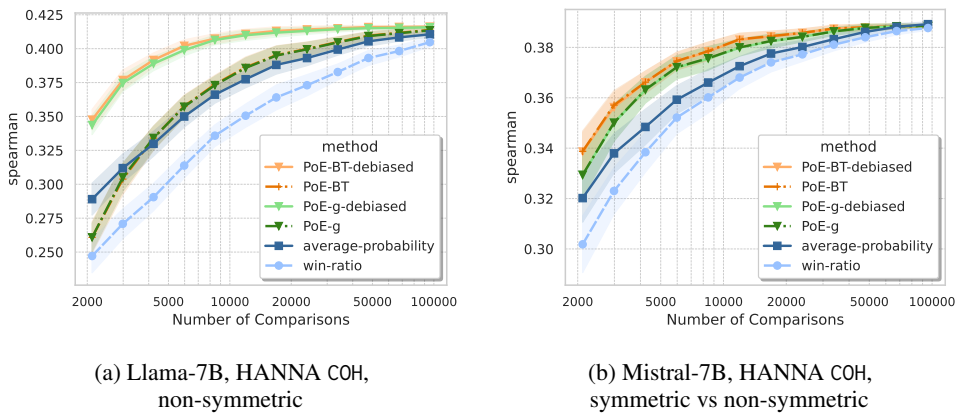 0.425
0.400
0.375
0.350
0.325
0.300
0.275
0.250
spearman
2000 5000 10000 20000 50000 100000
Number of Comparisons
method
PoE-BT-debiased
PoE-BT
PoE-g-debiased
PoE-g
average-probability
win-ratio
(a) Llama-7B, HANNA COH,
non-symmetric
0.38
0.36
0.34
0.32
0.30
spearman
2000 5000 10000 20000 50000 100000
Number of Comparisons
method
PoE-BT-debiased
PoE-BT
PoE-g-debiased
PoE-g
average-probability
win-ratio
(b) Mistral-7B, HANNA COH,
symmetric vs non-symmetric